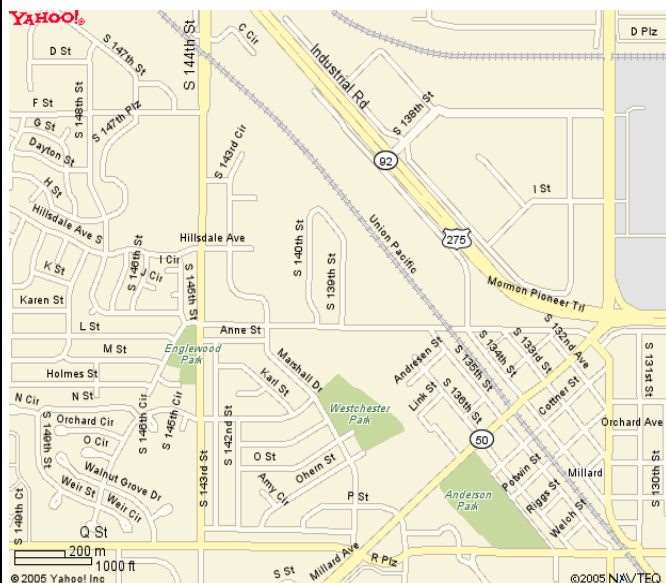 YAHOO!
D St
S 147th St
S 144th St
C Cir
D Plz
Industrial Rd
F St
S 148th St
S 147th Plz
G St
S 138th St
Dayton St
S 143rd Cir
92
H St
I St
Hillsdale Ave S
Hillsdale Ave
Union Pacific
275
S 140th St
I Cir
S 146th St
J Cir
K St
S 145th St
S 139th St
Mormon Pioneer Trl
Karen St
L St
Anne St
S 132nd Ave
S 133rd St
S 134th St
S 135th St
S 131st St
M St
Englewood
Park
Andresen St
Marshall Dr
Holmes St
Karl St
S 136th St
Cottner St
N St
N Cir
Link St
Westchester
Park
Orchard Cir
S 146th Cir
S 145th Cir
S 142nd St
Orchard Ave
S 149th St
O Cir
50
O St
Ohern St
Potwin St
Millard
Walnut Grove Dr
Weir St
Weir Cir
S 143rd St
Amy Cir
Riggs St
S 130th St
P St
Anderson
Park
Welch St
S 149th Ct
Q St
200 m
1000 ft
S St
Millard Ave
R Plz
© 2005 Yahoo! Inc
©2005 NAVTEQ